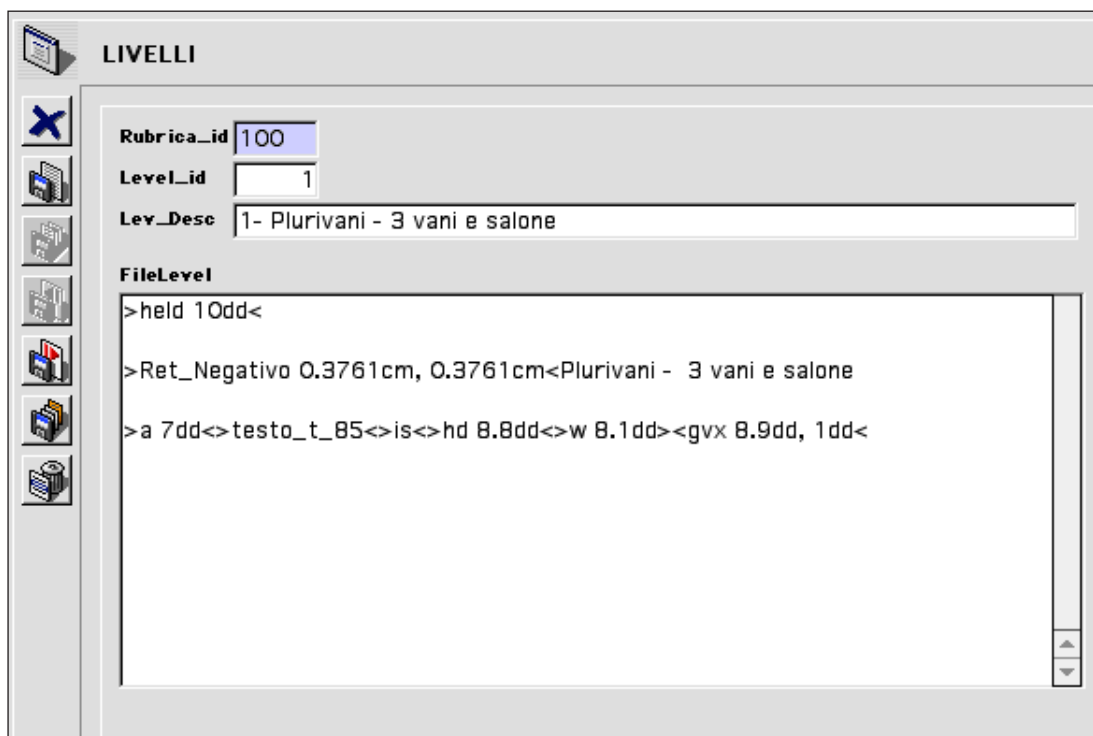 LIVELLI
Rubrica_id 100
Level_id 1
Lev_Desc 1- Plurivani - 3 vani e salone
FileLevel
>held 10dd<
>Ret_Negativo 0.3761cm, 0.3761cm<Plurivani -  3 vani e salone
>a 7dd<>testo_t_85<>is<>hd 8.8dd<>w 8.1dd><gvx 8.9dd, 1dd<